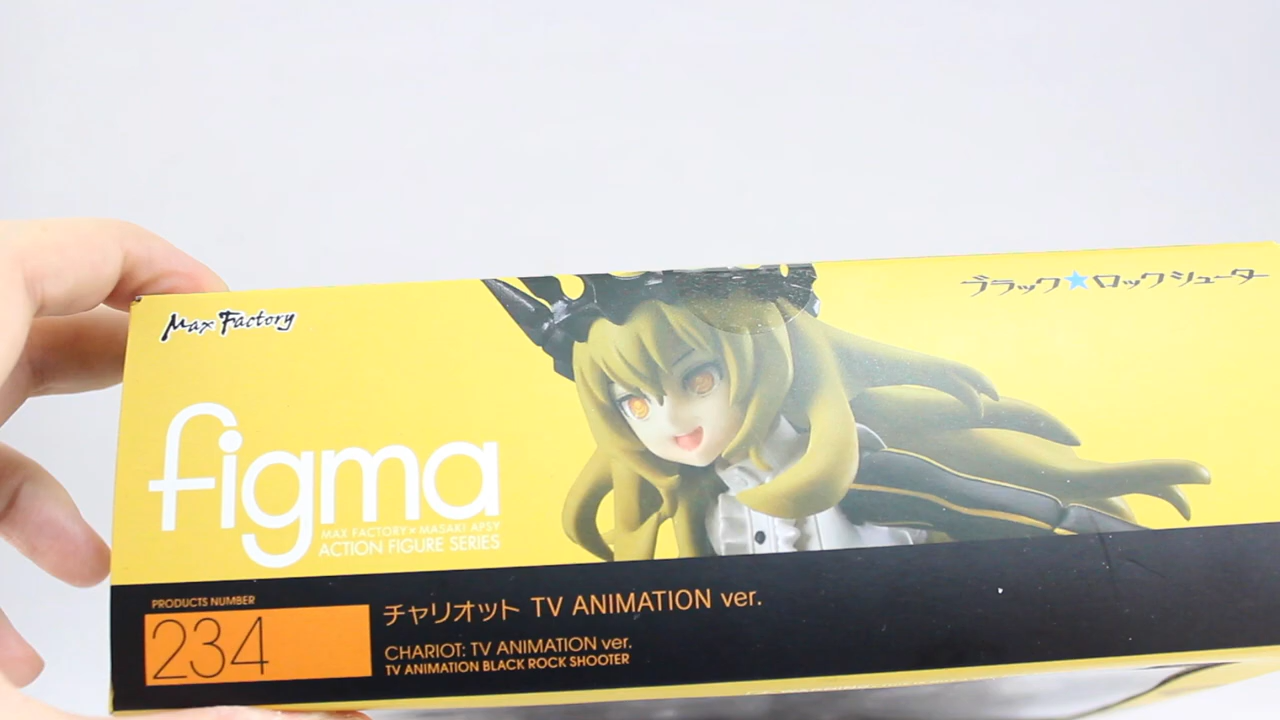 Max Factory
ブラック★ロックシューター
figma
MAX FACTORY × MASAKI APSY
ACTION FIGURE SERIES
PRODUCTS NUMBER
234
チャリオット TV ANIMATION ver.
CHARIOT: TV ANIMATION ver.
TV ANIMATION BLACK ROCK SHOOTER